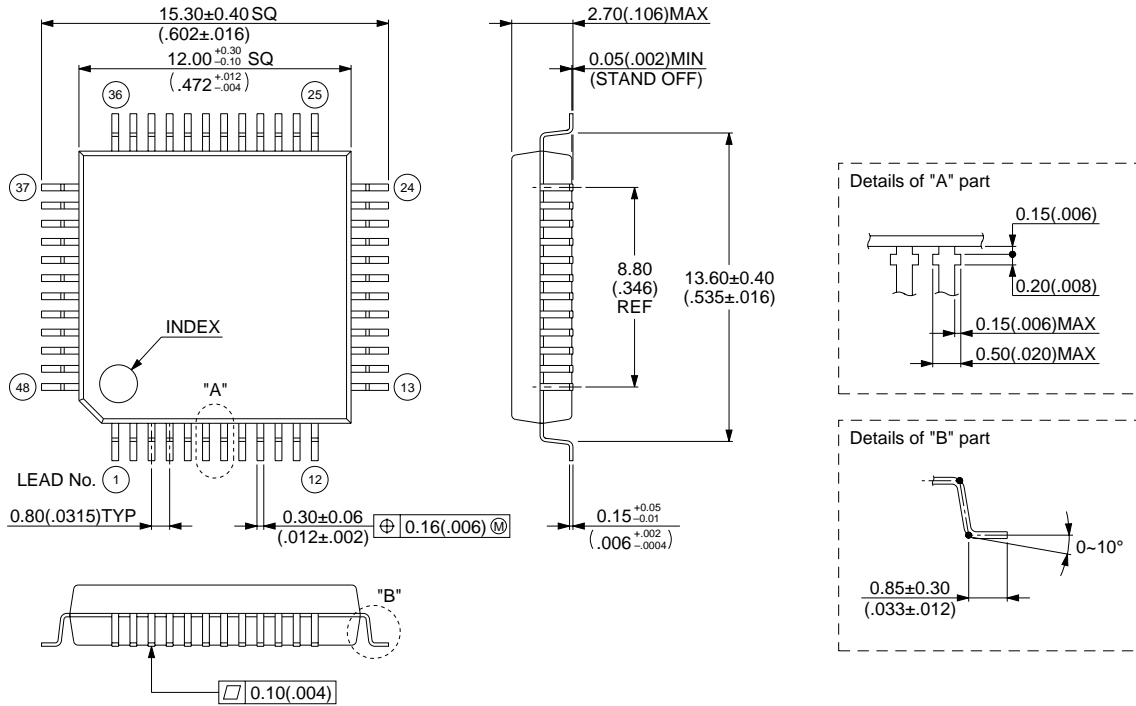 15.30±0.40 SQ
(.602±.016)
12.00 +0.30 -0.10 SQ
(.472 +.012 -.004)
36
25
37
24
INDEX
48
13
"A"
LEAD No.
1
12
0.80(.0315)TYP
0.30±0.06
(.012±.002)
⌖ 0.16(.006) Ⓜ
"B"
⏥ 0.10(.004)
2.70(.106)MAX
0.05(.002)MIN
(STAND OFF)
8.80
(.346)
REF
13.60±0.40
(.535±.016)
0.15 +0.05 -0.01
(.006 +.002 -.0004)
Details of "A" part
0.15(.006)
0.20(.008)
0.15(.006)MAX
0.50(.020)MAX
Details of "B" part
0~10°
0.85±0.30
(.033±.012)